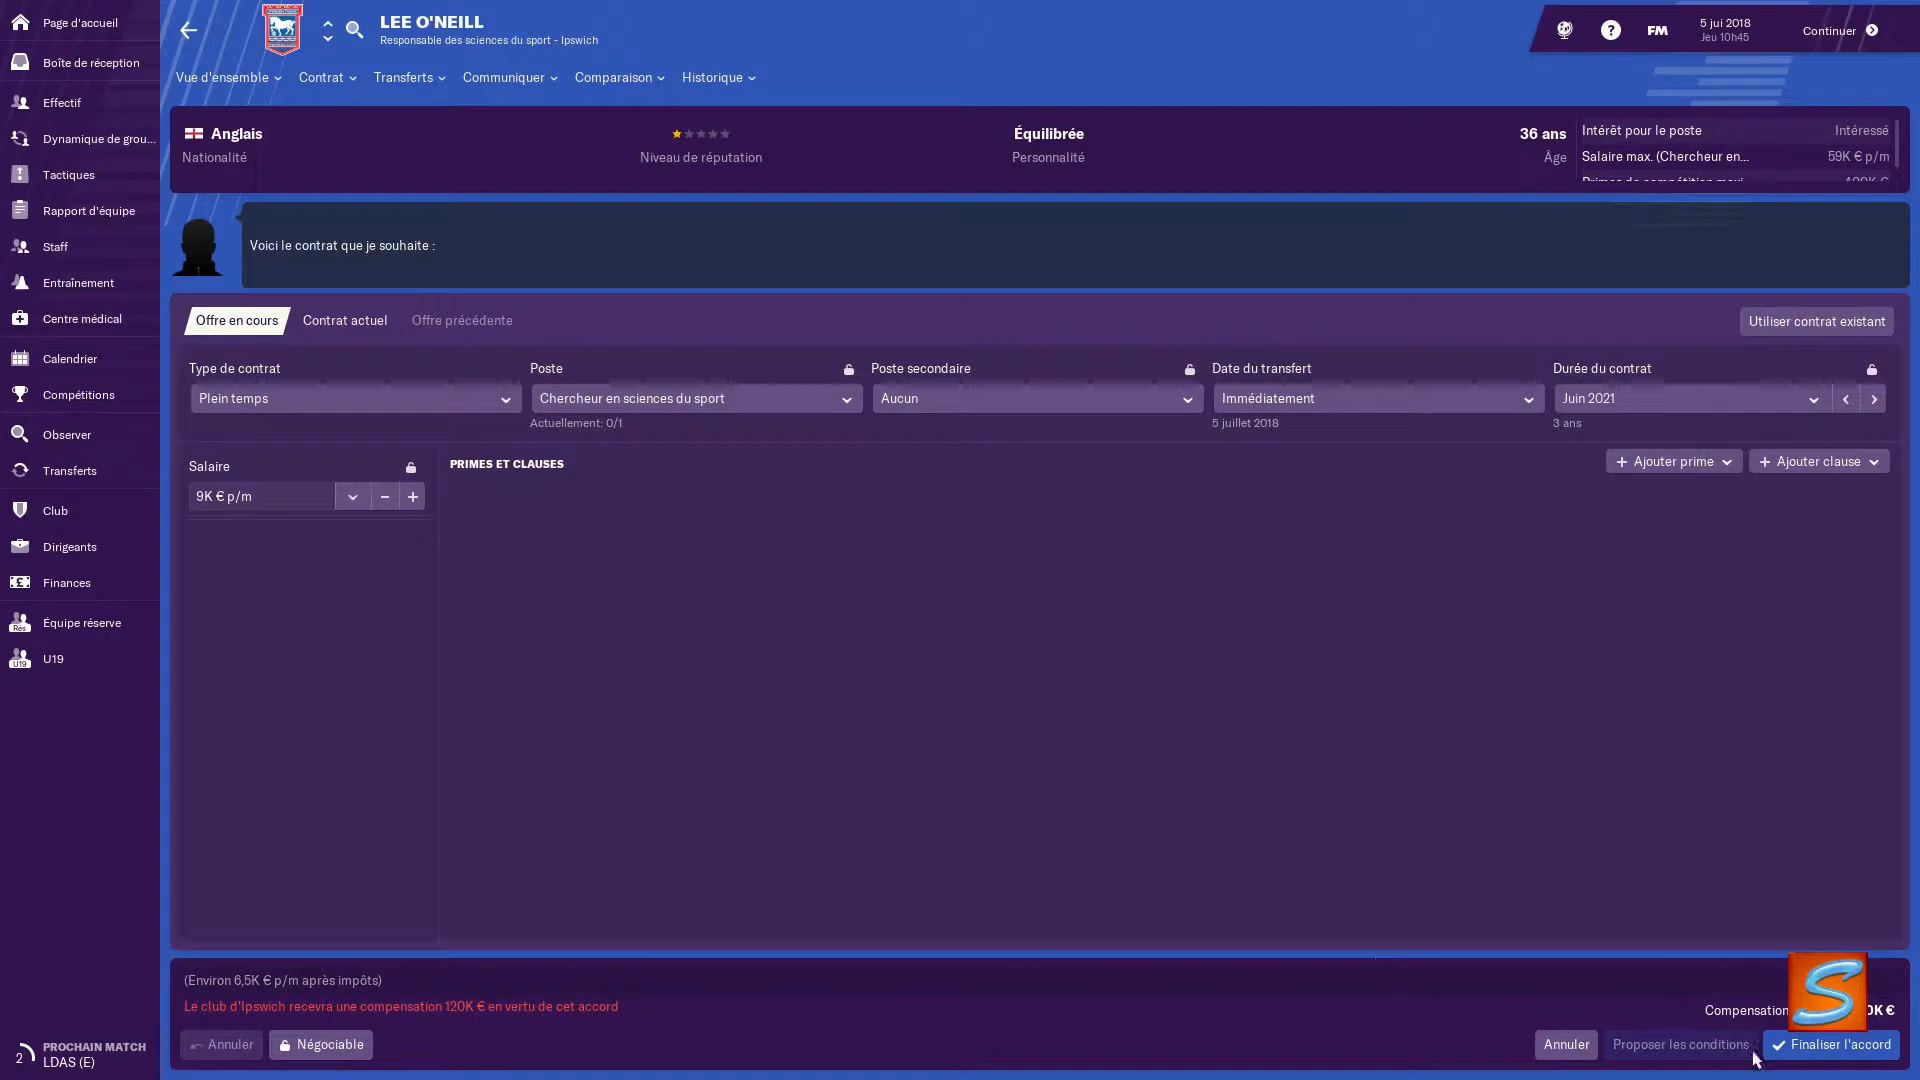 Page d'accueil
Boîte de réception
Effectif
Dynamique de grou...
Tactiques
Rapport d'équipe
Staff
Entraînement
Centre médical
Calendrier
Compétitions
Observer
Transferts
Club
Dirigeants
Finances
Rés
Équipe réserve
U19
U19
2
PROCHAIN MATCH
LDAS (E)
LEE O'NEILL
Responsable des sciences du sport - Ipswich
FM
5 jui 2018
Jeu 10h45
Continuer
Vue d'ensemble
Contrat
Transferts
Communiquer
Comparaison
Historique
Anglais
Nationalité
Niveau de réputation
Équilibrée
Personnalité
36 ans
Âge
Intérêt pour le poste
Intéressé
Salaire max. (Chercheur en...
59K € p/m
Voici le contrat que je souhaite :
Offre en cours
Contrat actuel
Offre précédente
Utiliser contrat existant
Type de contrat
Plein temps
Poste
Chercheur en sciences du sport
Actuellement: 0/1
Poste secondaire
Aucun
Date du transfert
Immédiatement
5 juillet 2018
Durée du contrat
Juin 2021
3 ans
Salaire
9K € p/m
PRIMES ET CLAUSES
Ajouter prime
Ajouter clause
(Environ 6,5K € p/m après impôts)
Le club d'Ipswich recevra une compensation 120K € en vertu de cet accord
Compensation
0K €
Annuler
Négociable
Annuler
Proposer les conditions
Finaliser l'accord
S